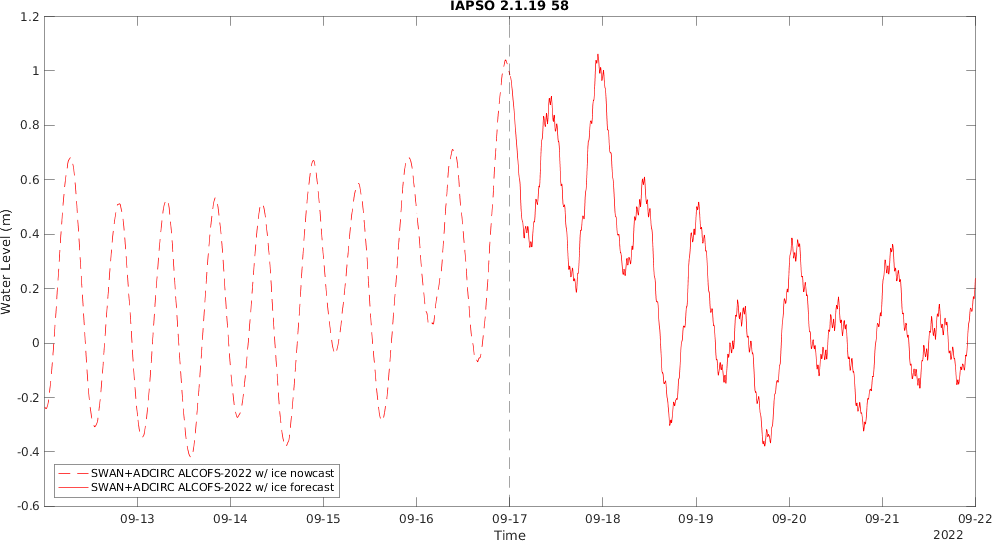 IAPSO 2.1.19 58
1.2
1
0.8
0.6
0.4
0.2
0
-0.2
-0.4
-0.6
Water Level (m)
SWAN+ADCIRC ALCOFS-2022 w/ ice nowcast
SWAN+ADCIRC ALCOFS-2022 w/ ice forecast
09-13 09-14 09-15 09-16 09-17 09-18 09-19 09-20 09-21 09-22
Time
2022